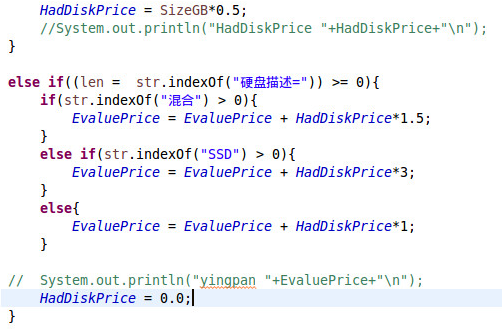 HadDiskPrice = SizeGB*0.5;
//System.out.println("HadDiskPrice "+HadDiskPrice+"\n");
}
else if((len =  str.indexOf("硬盘描述=")) >= 0){
if(str.indexOf("混合") > 0){
EvaluePrice = EvaluePrice + HadDiskPrice*1.5;
}
else if(str.indexOf("SSD") > 0){
EvaluePrice = EvaluePrice + HadDiskPrice*3;
}
else{
EvaluePrice = EvaluePrice + HadDiskPrice*1;
}
//  System.out.println("yingpan "+EvaluePrice+"\n");
HadDiskPrice = 0.0;
}